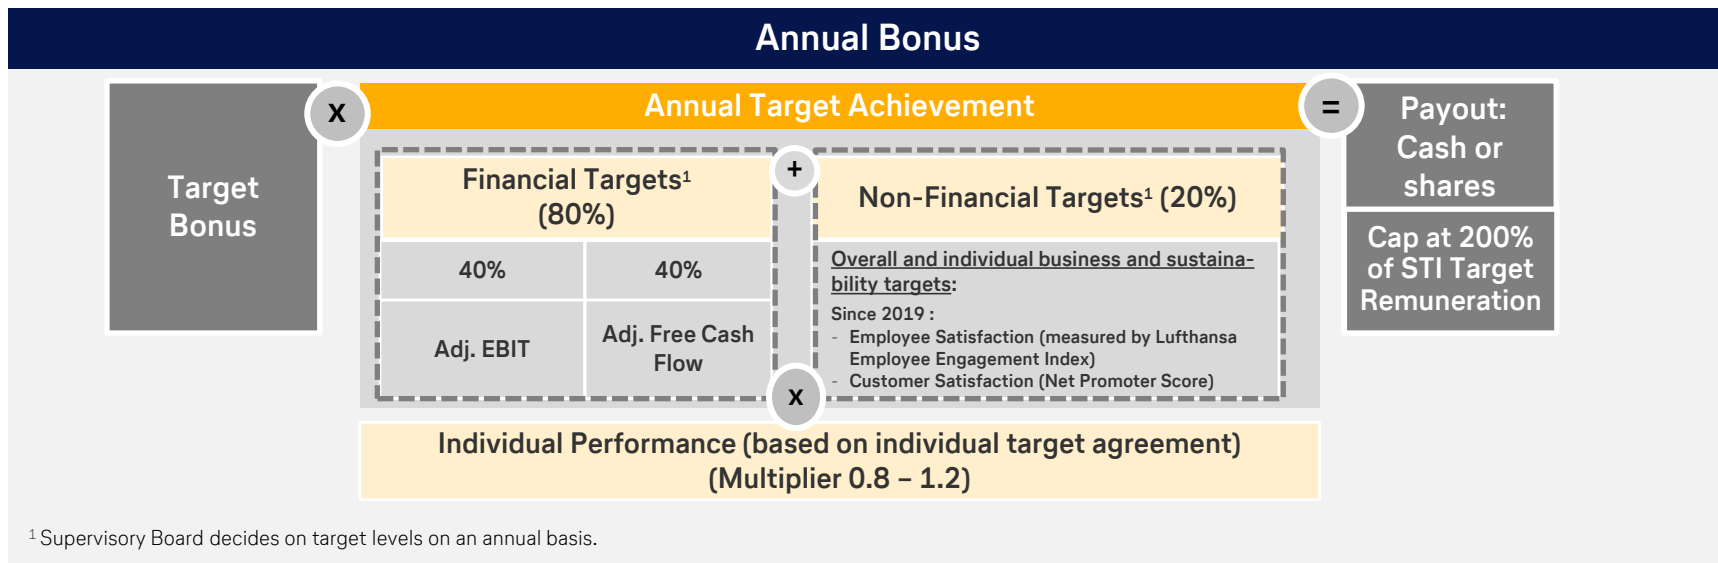 Annual Bonus
Target
Bonus
X
Annual Target Achievement
=
Payout:
Cash or
shares
Cap at 200%
of STI Target
Remuneration
Financial Targets¹
(80%)
+
Non-Financial Targets¹ (20%)
40%
40%
Adj. EBIT
Adj. Free Cash
Flow
Overall and individual business and sustaina-
bility targets:
Since 2019 :
- Employee Satisfaction (measured by Lufthansa
Employee Engagement Index)
- Customer Satisfaction (Net Promoter Score)
X
Individual Performance (based on individual target agreement)
(Multiplier 0.8 – 1.2)
¹ Supervisory Board decides on target levels on an annual basis.